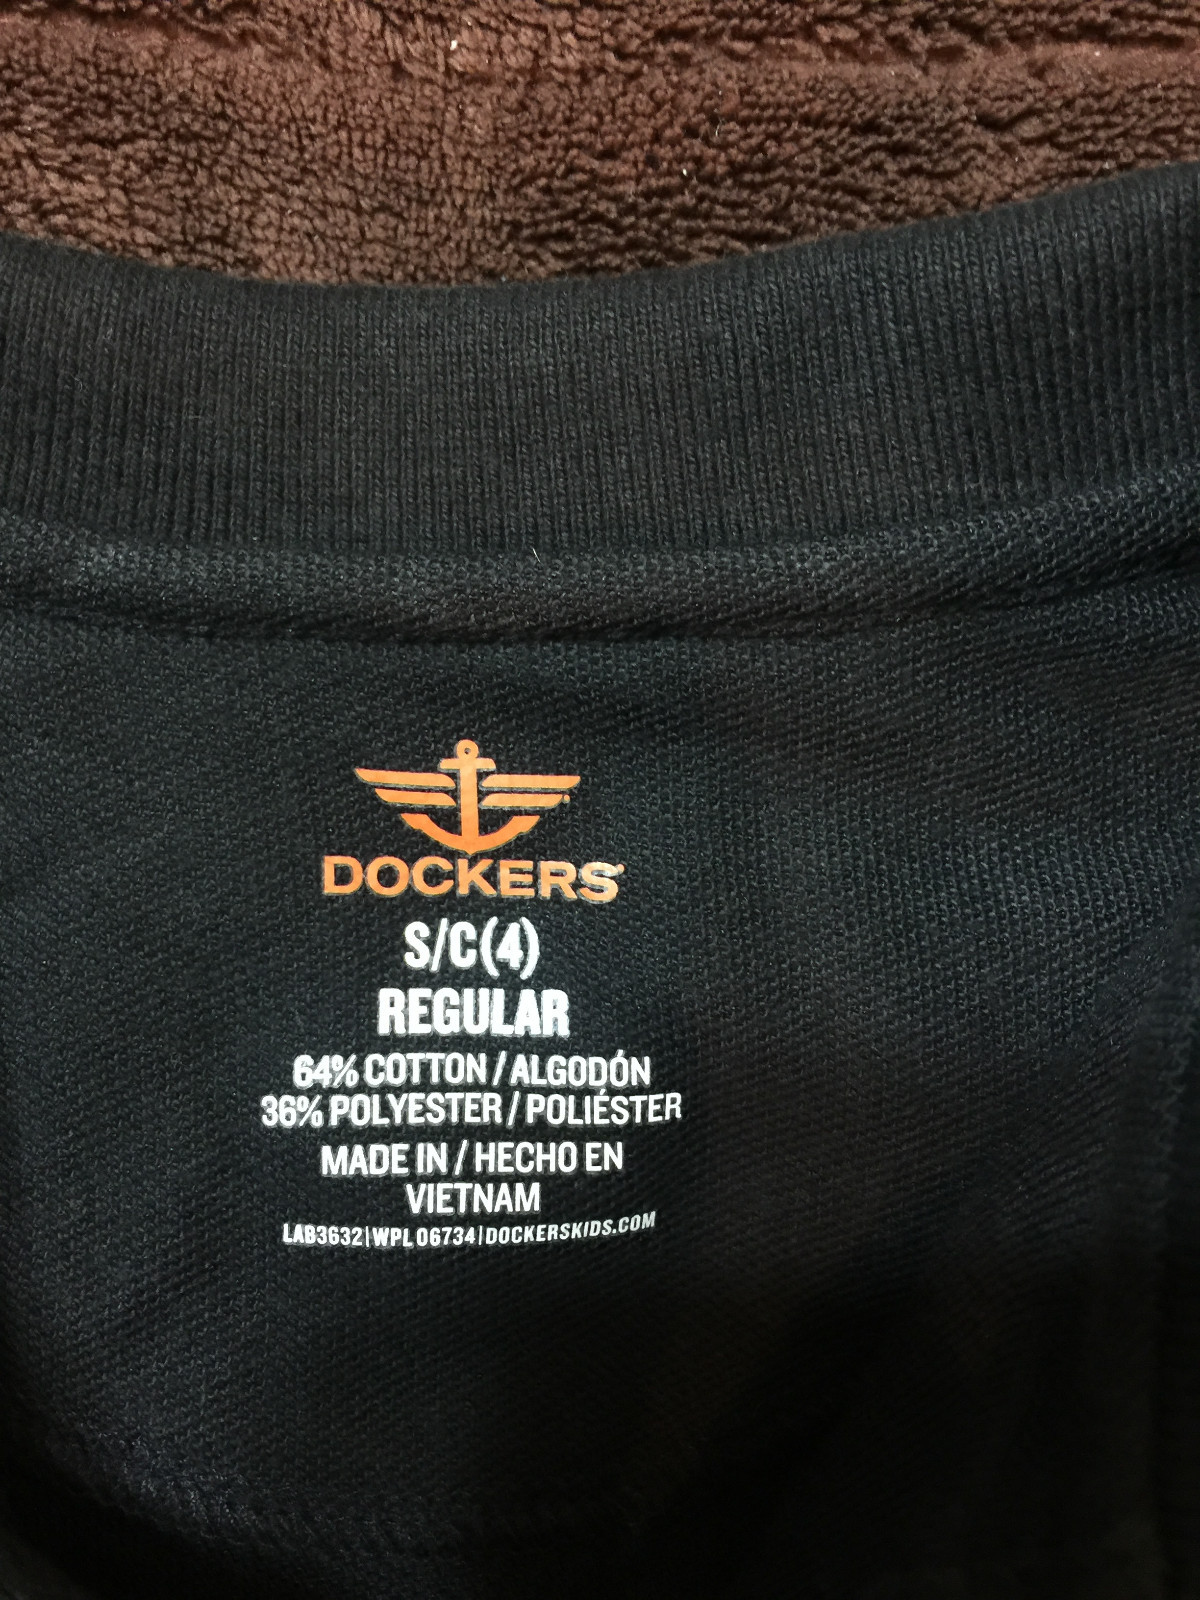 DOCKERS®
S/C(4)
REGULAR
64% COTTON / ALGODÓN
36% POLYESTER / POLIÉSTER
MADE IN / HECHO EN
VIETNAM
LAB3632|WPL 06734|DOCKERSKIDS.COM